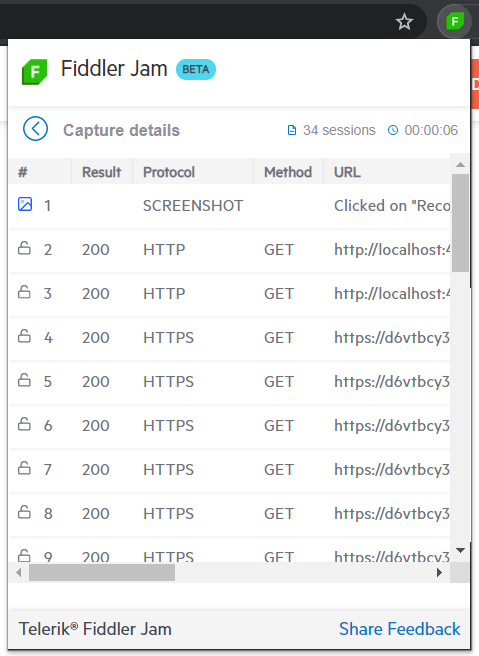 Fiddler Jam BETA
Capture details 34 sessions 00:00:06
# Result Protocol Method URL
1 SCREENSHOT Clicked on "Reco
2 200 HTTP GET http://localhost:4
3 200 HTTP GET http://localhost:4
4 200 HTTPS GET https://d6vtbcy3
5 200 HTTPS GET https://d6vtbcy3
6 200 HTTPS GET https://d6vtbcy3
7 200 HTTPS GET https://d6vtbcy3
8 200 HTTPS GET https://d6vtbcy3
9 200 HTTPS GET https://d6vtbcy3
Telerik® Fiddler Jam Share Feedback